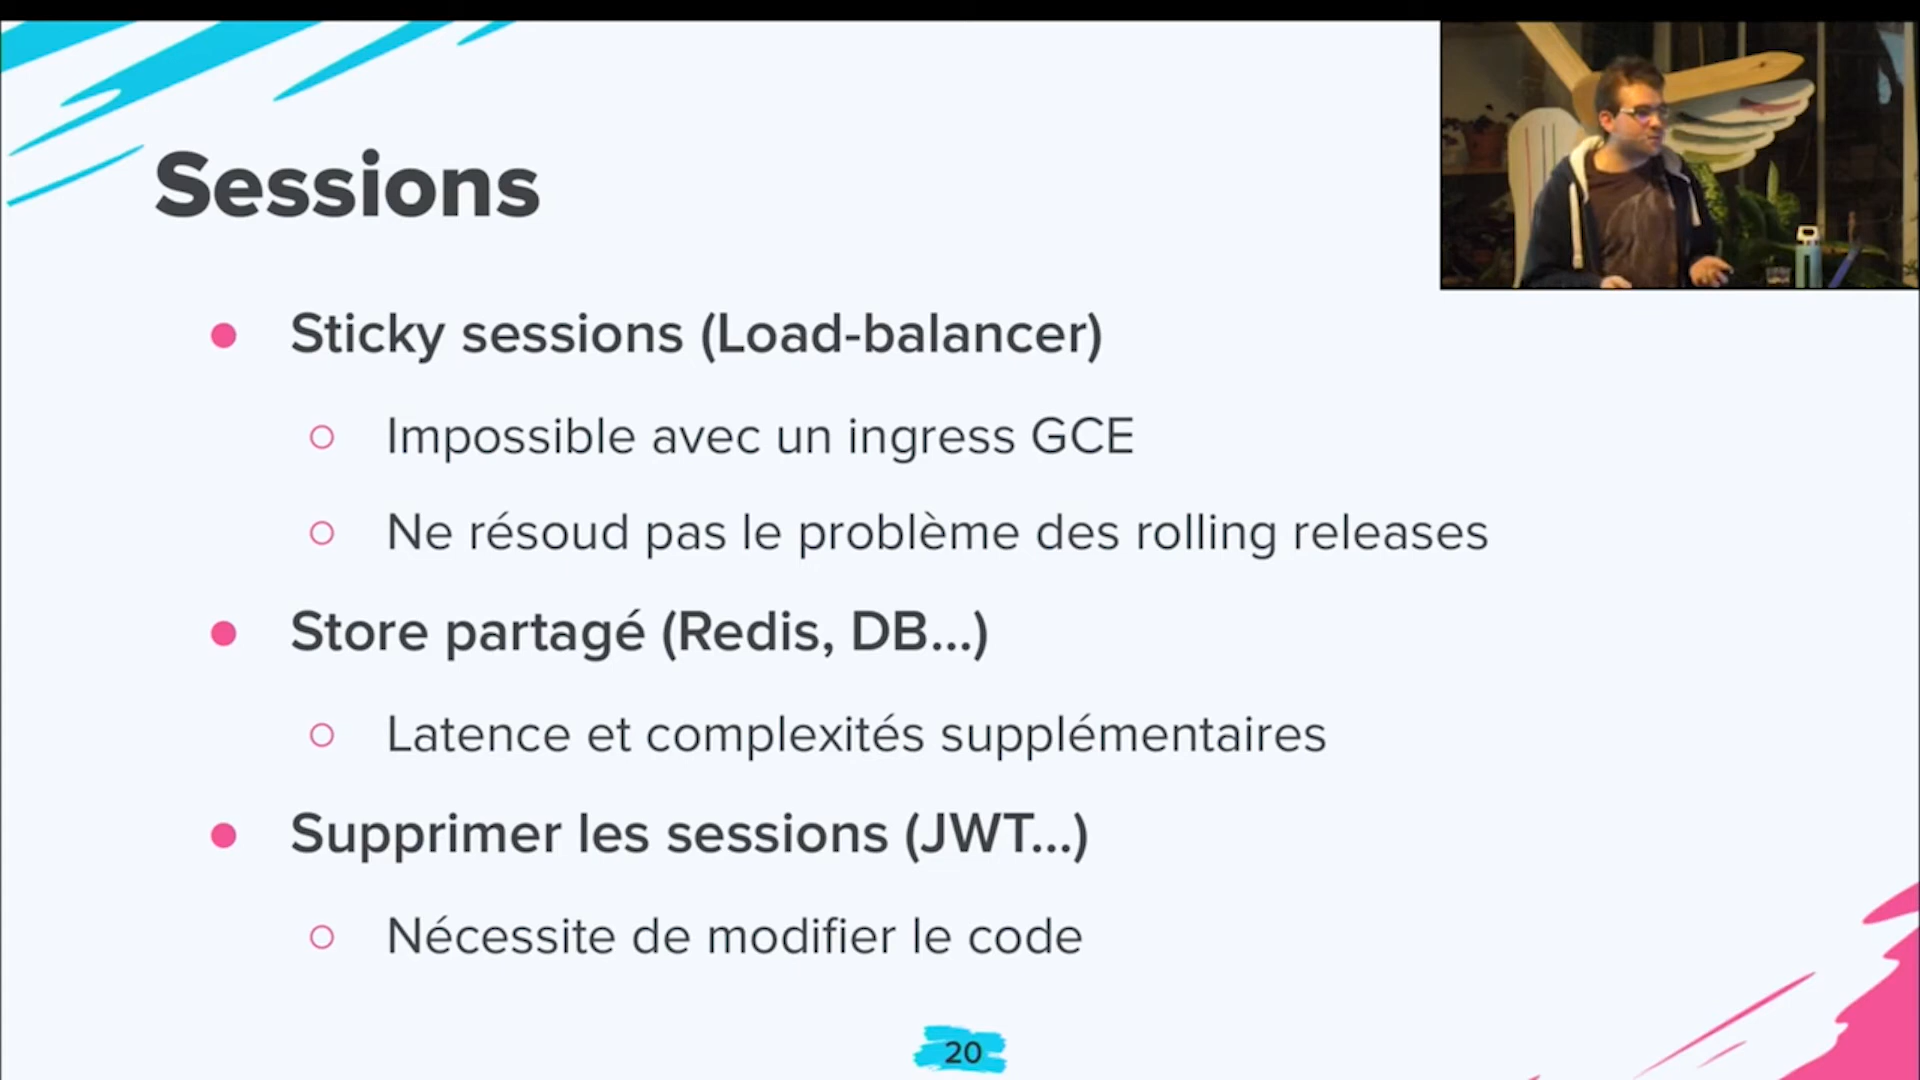 Sessions
● Sticky sessions (Load-balancer)
○ Impossible avec un ingress GCE
○ Ne résoud pas le problème des rolling releases
● Store partagé (Redis, DB...)
○ Latence et complexités supplémentaires
● Supprimer les sessions (JWT...)
○ Nécessite de modifier le code
20